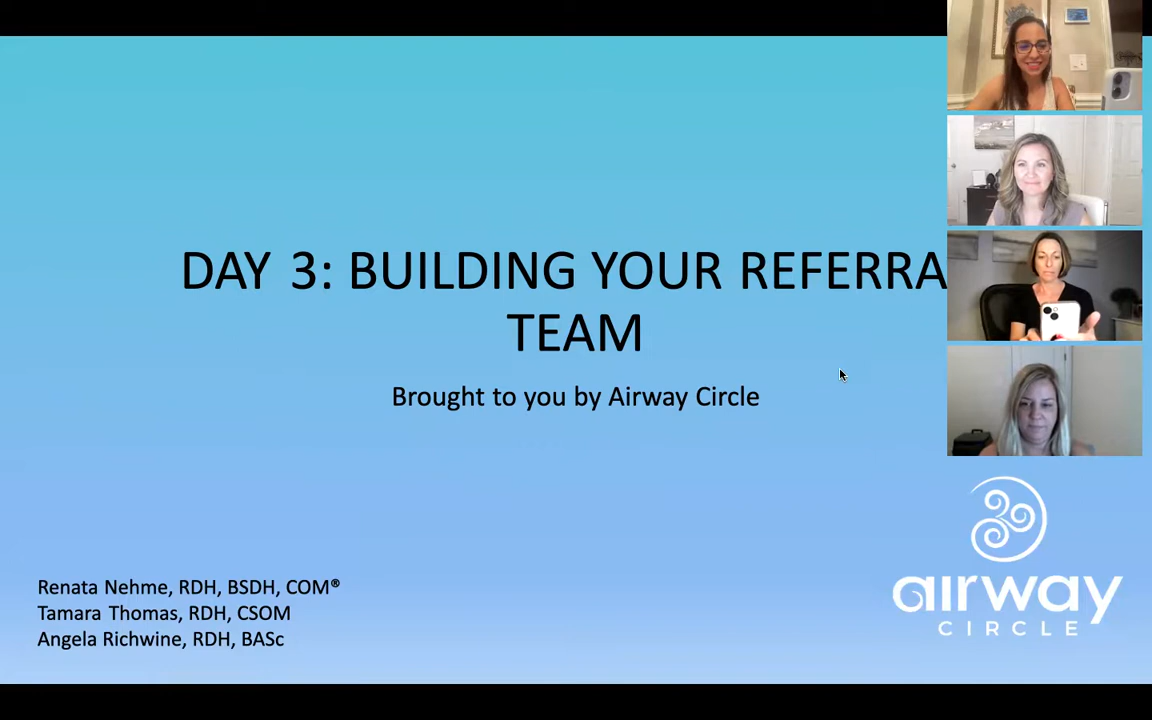 DAY 3: BUILDING YOUR REFERRA
TEAM
Brought to you by Airway Circle
Renata Nehme, RDH, BSDH, COM®
Tamara Thomas, RDH, CSOM
Angela Richwine, RDH, BASc
airway
CIRCLE